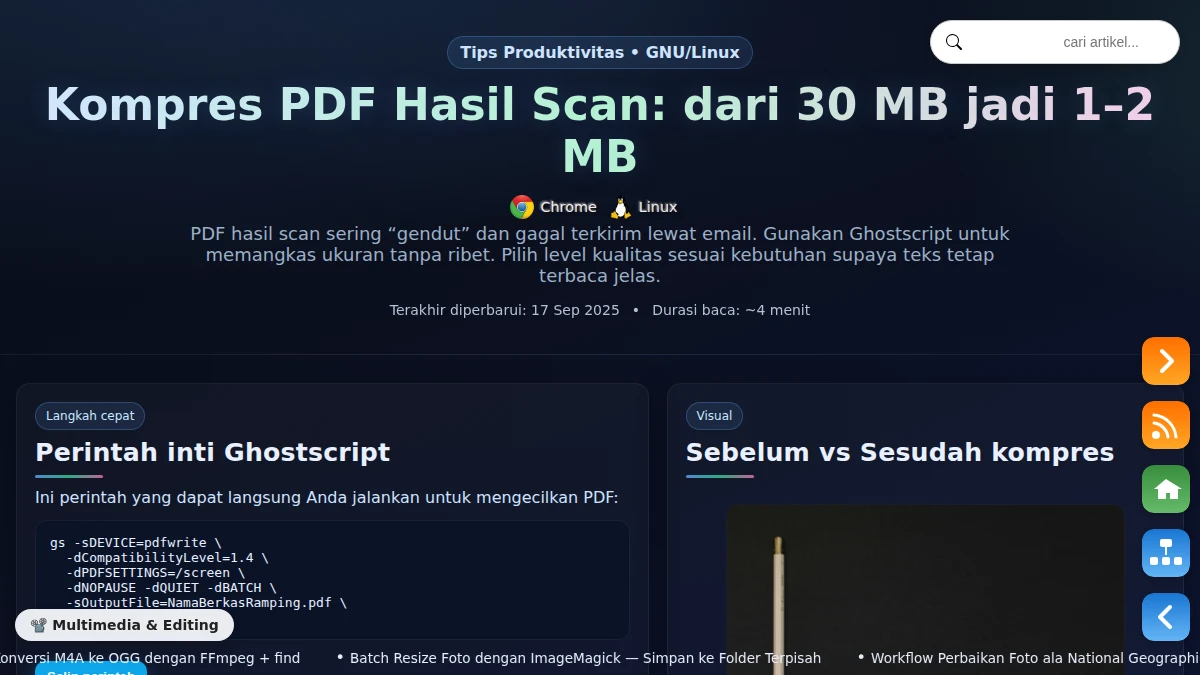 Tips Produktivitas • GNU/Linux
cari artikel...
Kompres PDF Hasil Scan: dari 30 MB jadi 1–2
MB
Chrome Linux
PDF hasil scan sering “gendut” dan gagal terkirim lewat email. Gunakan Ghostscript untuk
memangkas ukuran tanpa ribet. Pilih level kualitas sesuai kebutuhan supaya teks tetap
terbaca jelas.
Terakhir diperbarui: 17 Sep 2025 • Durasi baca: ~4 menit
Langkah cepat
Perintah inti Ghostscript
Ini perintah yang dapat langsung Anda jalankan untuk mengecilkan PDF:
gs -sDEVICE=pdfwrite \
-dCompatibilityLevel=1.4 \
-dPDFSETTINGS=/screen \
-dNOPAUSE -dQUIET -dBATCH \
-sOutputFile=NamaBerkasRamping.pdf \
Visual
Sebelum vs Sesudah kompres
Multimedia & Editing
onversi M4A ke OGG dengan FFmpeg + find • Batch Resize Foto dengan ImageMagick — Simpan ke Folder Terpisah • Workflow Perbaikan Foto ala National Geographi